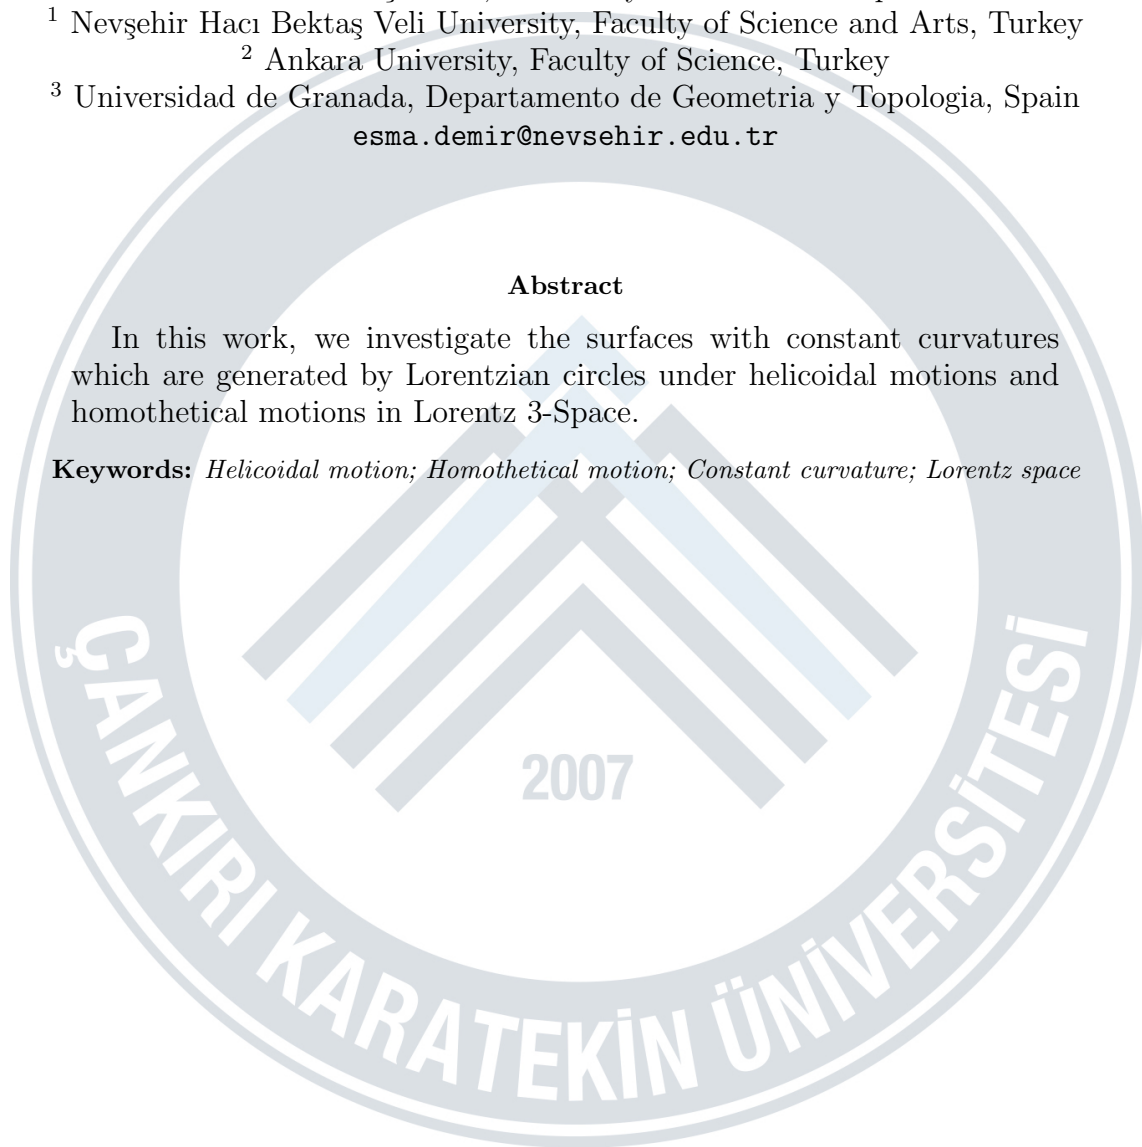 ¹ Nevşehir Hacı Bektaş Veli University, Faculty of Science and Arts, Turkey
² Ankara University, Faculty of Science, Turkey
³ Universidad de Granada, Departamento de Geometria y Topologia, Spain
esma.demir@nevsehir.edu.tr
Abstract
In this work, we investigate the surfaces with constant curvatures
which are generated by Lorentzian circles under helicoidal motions and
homothetical motions in Lorentz 3-Space.
Keywords: Helicoidal motion; Homothetical motion; Constant curvature; Lorentz space
2007
ÇANKIRI KARATEKİN ÜNİVERSİTESİ